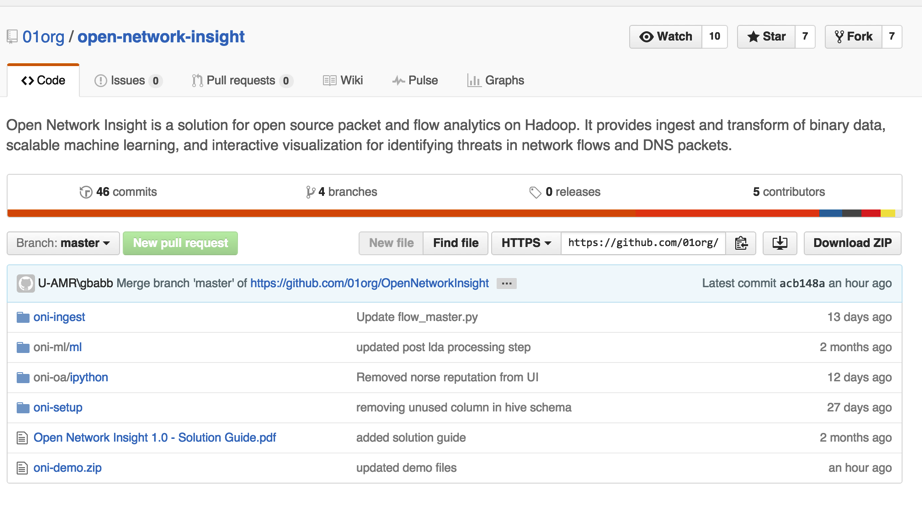 01org / open-network-insight
Watch 10 Star 7 Fork 7
Code Issues 0 Pull requests 0 Wiki Pulse Graphs
Open Network Insight is a solution for open source packet and flow analytics on Hadoop. It provides ingest and transform of binary data,
scalable machine learning, and interactive visualization for identifying threats in network flows and DNS packets.
46 commits 4 branches 0 releases 5 contributors
Branch: master New pull request New file Find file HTTPS https://github.com/01org/ Download ZIP
U-AMR\gbabb Merge branch 'master' of https://github.com/01org/OpenNetworkInsight ... Latest commit acb148a an hour ago
oni-ingest Update flow_master.py 13 days ago
oni-ml/ml updated post lda processing step 2 months ago
oni-oa/ipython Removed norse reputation from UI 12 days ago
oni-setup removing unused column in hive schema 27 days ago
Open Network Insight 1.0 - Solution Guide.pdf added solution guide 2 months ago
oni-demo.zip updated demo files an hour ago